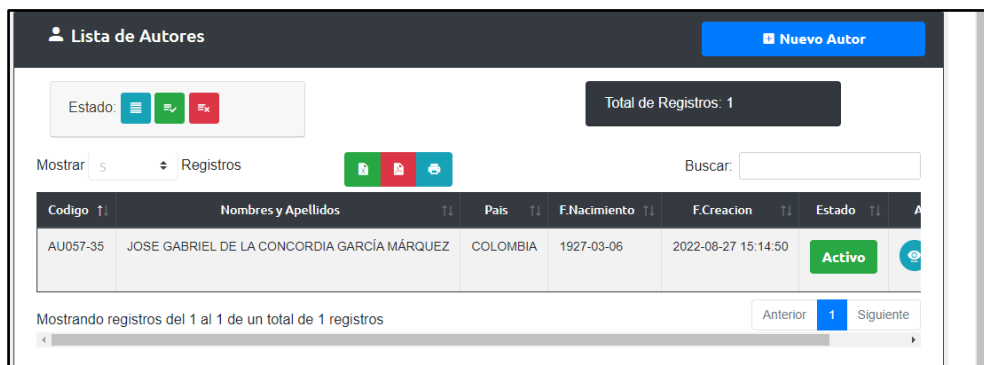 Lista de Autores
Nuevo Autor
Estado:
Total de Registros: 1
Mostrar 5 Registros
Buscar:
Codigo Nombres y Apellidos Pais F.Nacimiento F.Creacion Estado A
AU057-35 JOSE GABRIEL DE LA CONCORDIA GARCÍA MÁRQUEZ COLOMBIA 1927-03-06 2022-08-27 15:14:50 Activo
Mostrando registros del 1 al 1 de un total de 1 registros
Anterior 1 Siguiente